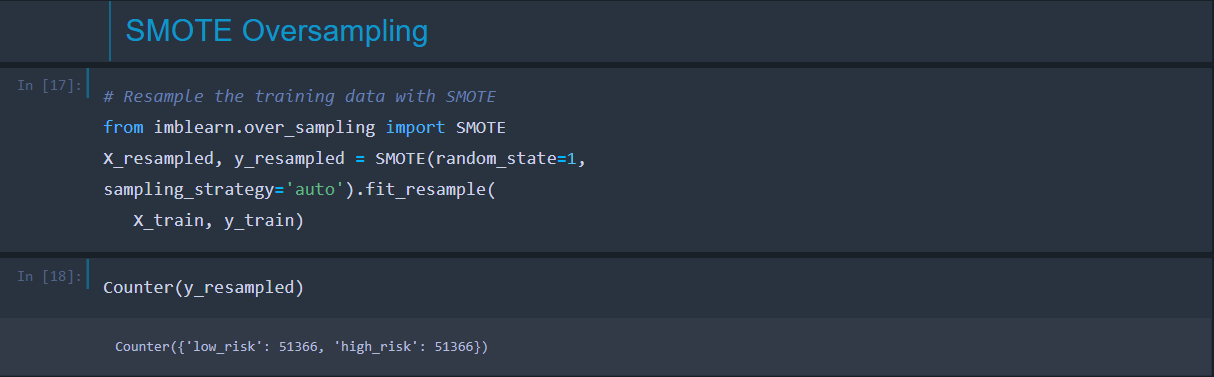 SMOTE Oversampling
In [17]:
# Resample the training data with SMOTE
from imblearn.over_sampling import SMOTE
X_resampled, y_resampled = SMOTE(random_state=1,
sampling_strategy='auto').fit_resample(
   X_train, y_train)
In [18]:
Counter(y_resampled)
Counter({'low_risk': 51366, 'high_risk': 51366})